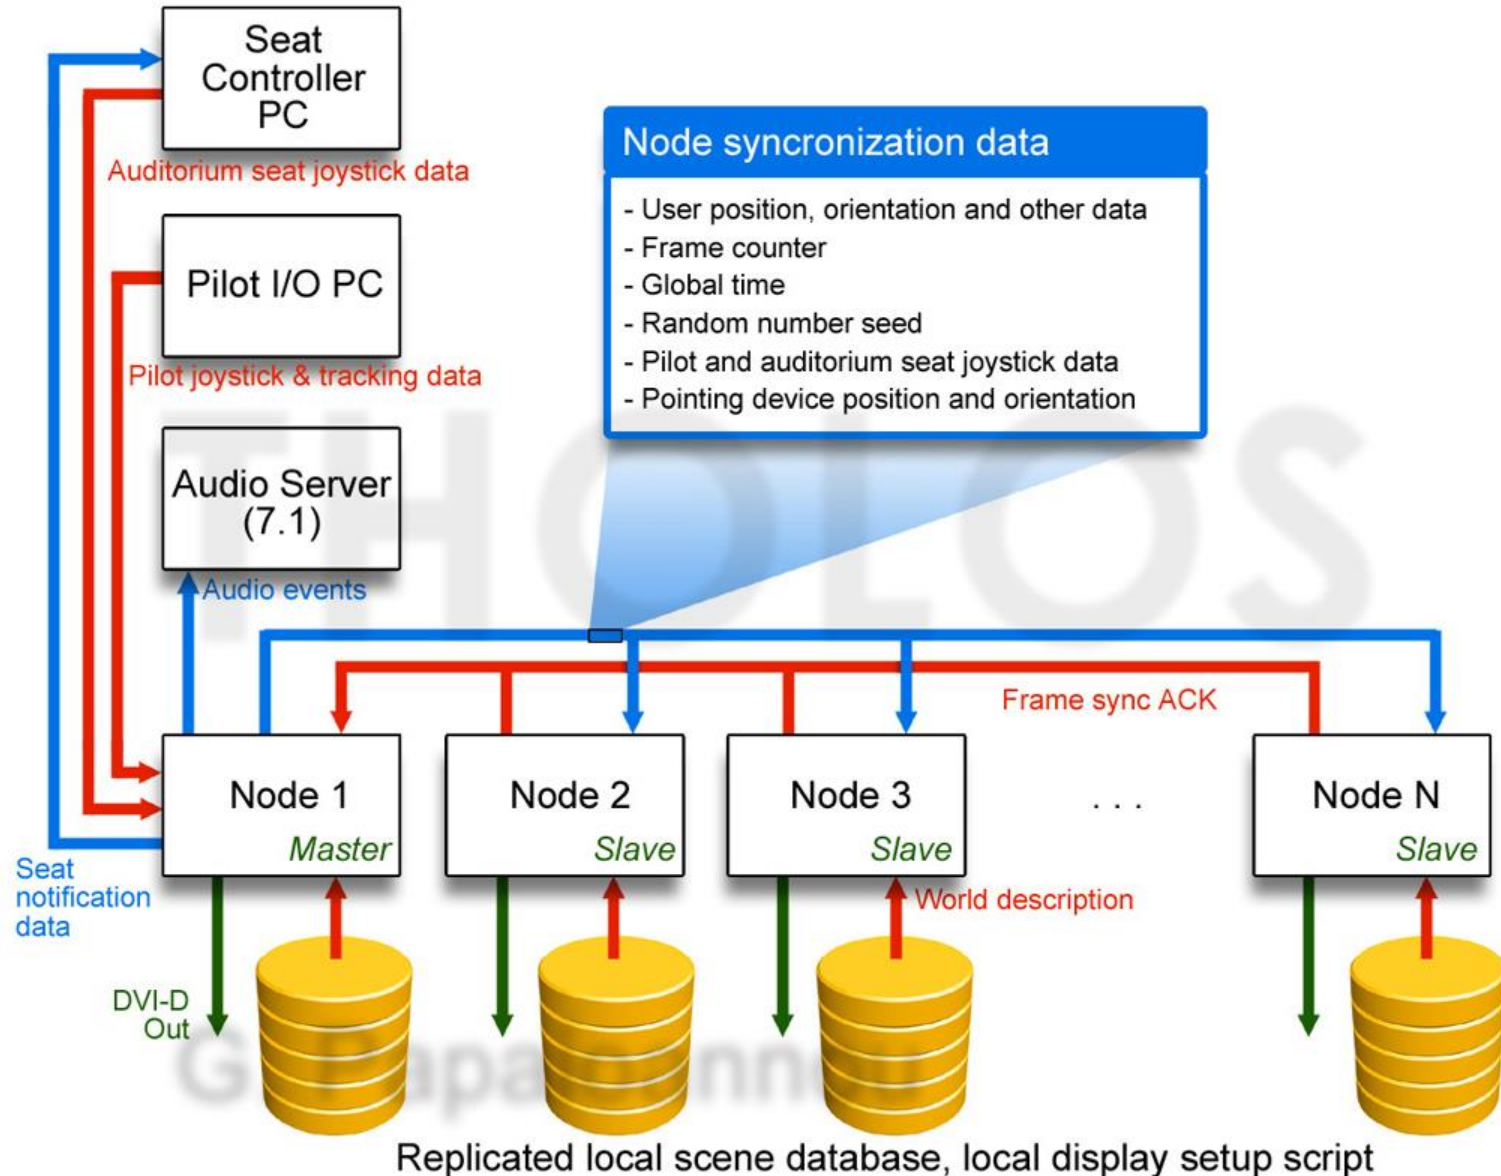 Seat
Controller
PC
Auditorium seat joystick data
Pilot I/O PC
Pilot joystick & tracking data
Audio Server
(7.1)
Audio events
Node syncronization data
- User position, orientation and other data
- Frame counter
- Global time
- Random number seed
- Pilot and auditorium seat joystick data
- Pointing device position and orientation
THOLOS
Frame sync ACK
Node 1
Master
Node 2
Slave
Node 3
Slave
. . .
Node N
Slave
Seat
notification
data
World description
DVI-D
Out
G. Papaioannou
Replicated local scene database, local display setup script